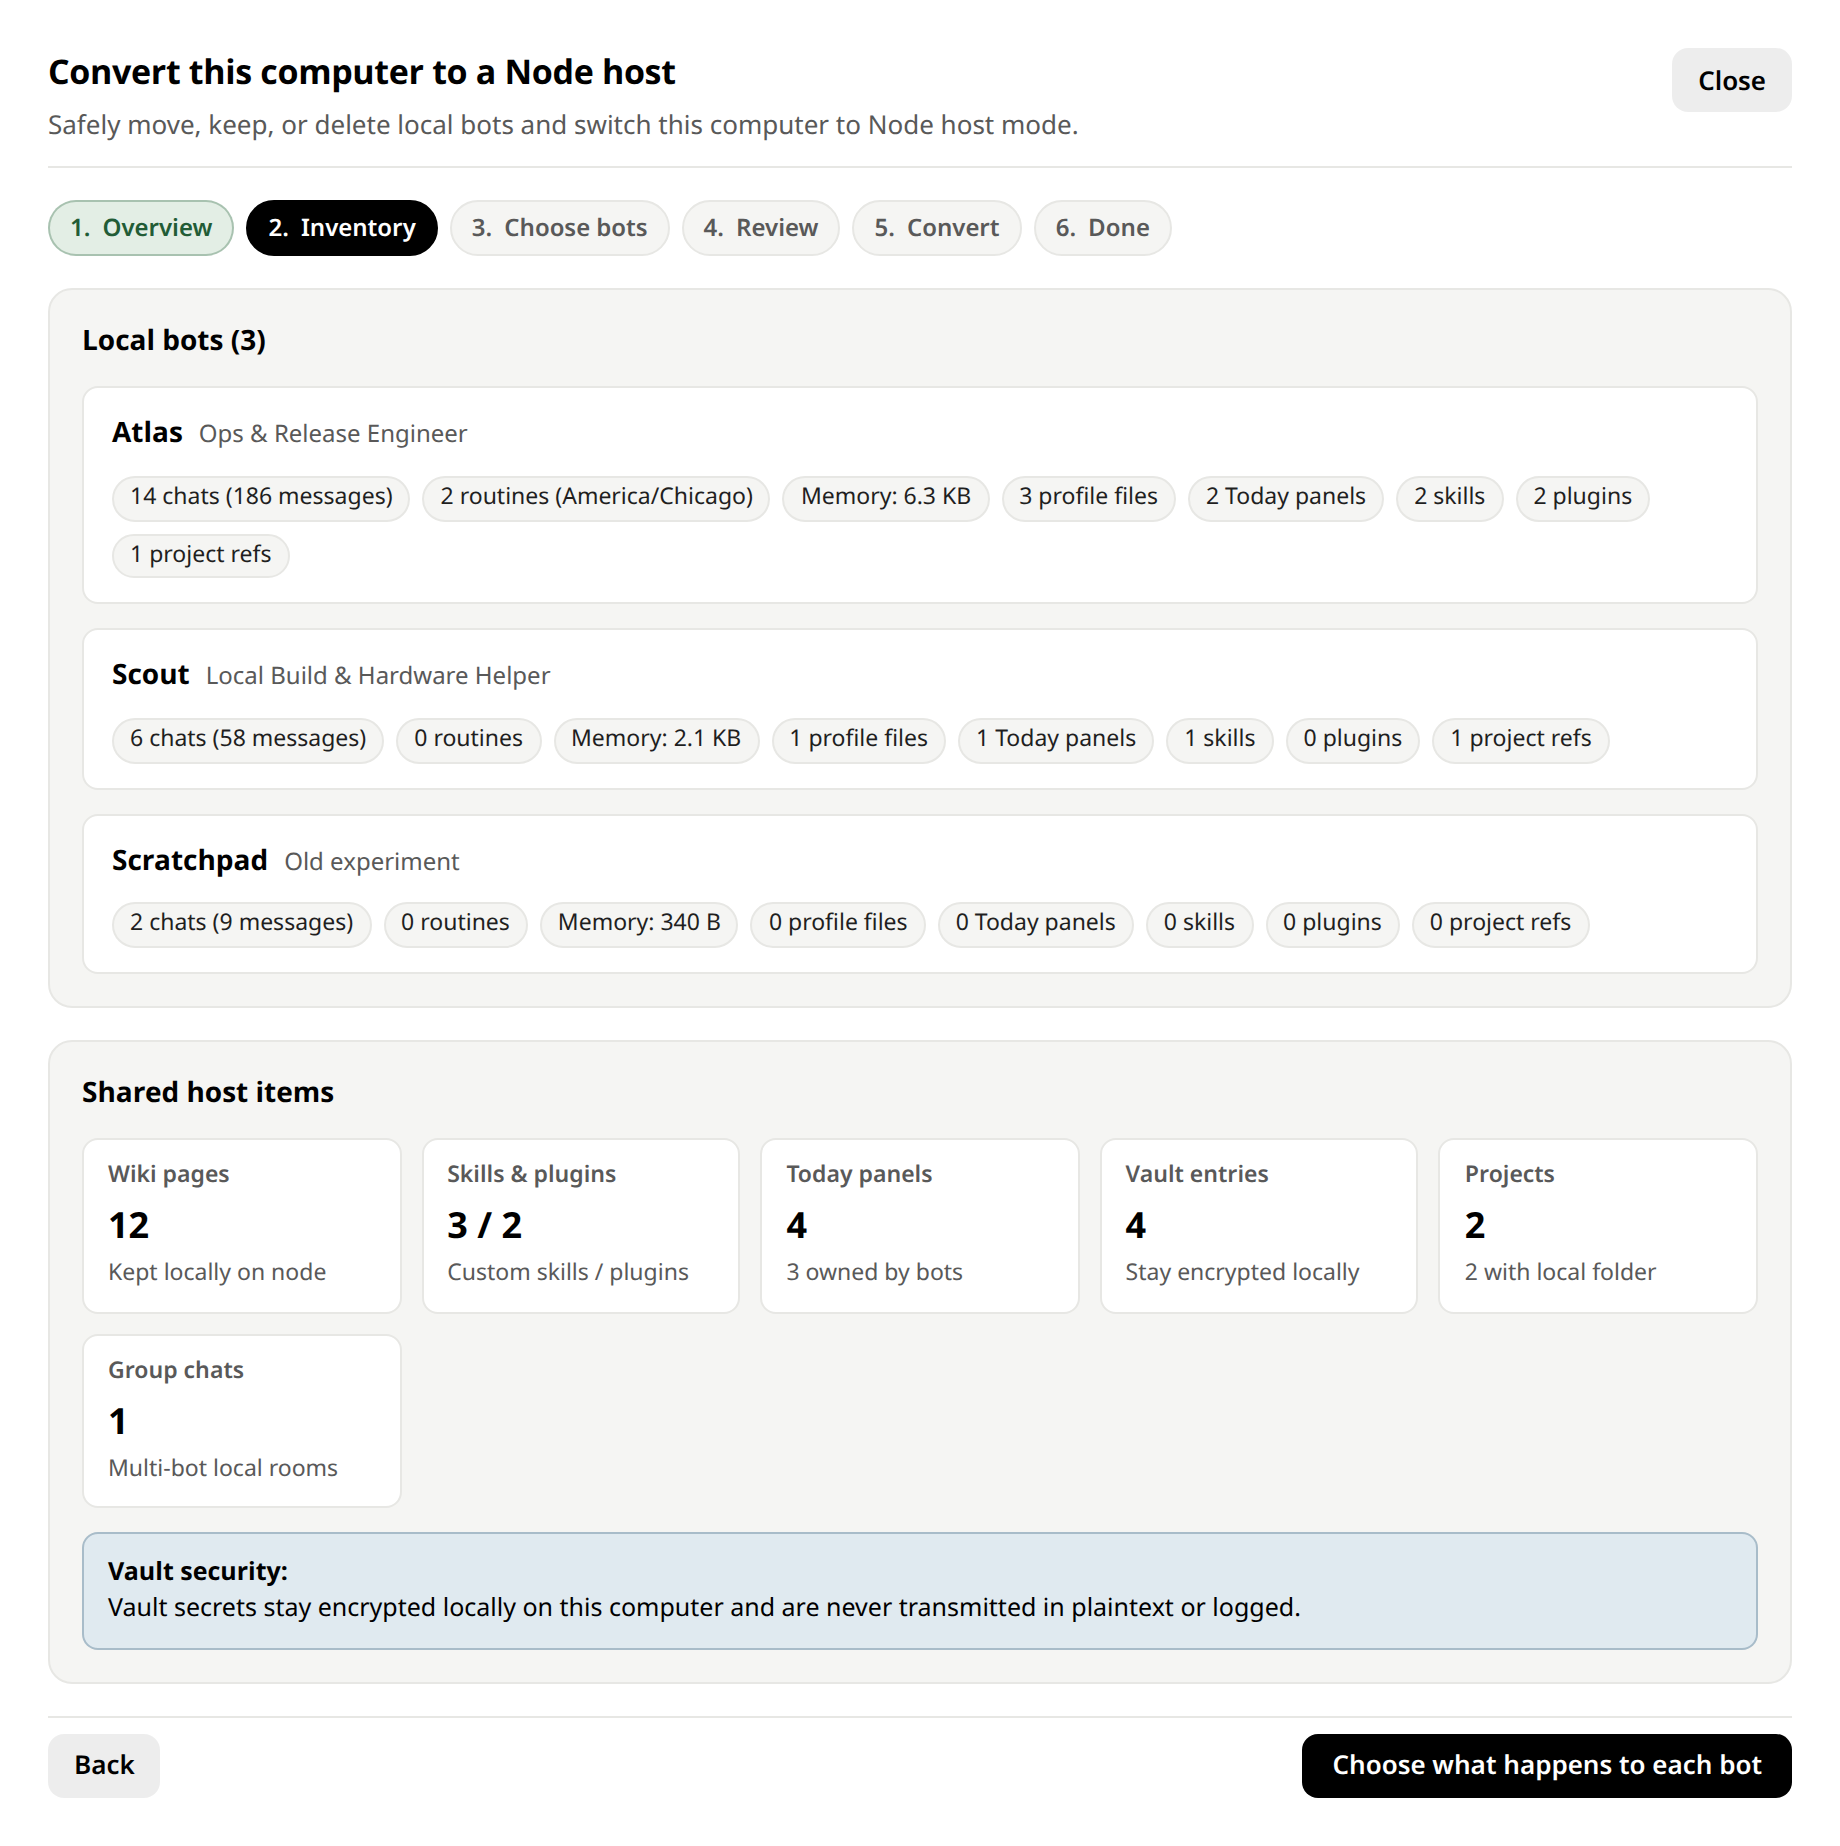 Convert this computer to a Node host
Close
Safely move, keep, or delete local bots and switch this computer to Node host mode.
1. Overview
2. Inventory
3. Choose bots
4. Review
5. Convert
6. Done
Local bots (3)
Atlas Ops & Release Engineer
14 chats (186 messages)
2 routines (America/Chicago)
Memory: 6.3 KB
3 profile files
2 Today panels
2 skills
2 plugins
1 project refs
Scout Local Build & Hardware Helper
6 chats (58 messages)
0 routines
Memory: 2.1 KB
1 profile files
1 Today panels
1 skills
0 plugins
1 project refs
Scratchpad Old experiment
2 chats (9 messages)
0 routines
Memory: 340 B
0 profile files
0 Today panels
0 skills
0 plugins
0 project refs
Shared host items
Wiki pages
12
Kept locally on node
Skills & plugins
3 / 2
Custom skills / plugins
Today panels
4
3 owned by bots
Vault entries
4
Stay encrypted locally
Projects
2
2 with local folder
Group chats
1
Multi-bot local rooms
Vault security:
Vault secrets stay encrypted locally on this computer and are never transmitted in plaintext or logged.
Back
Choose what happens to each bot